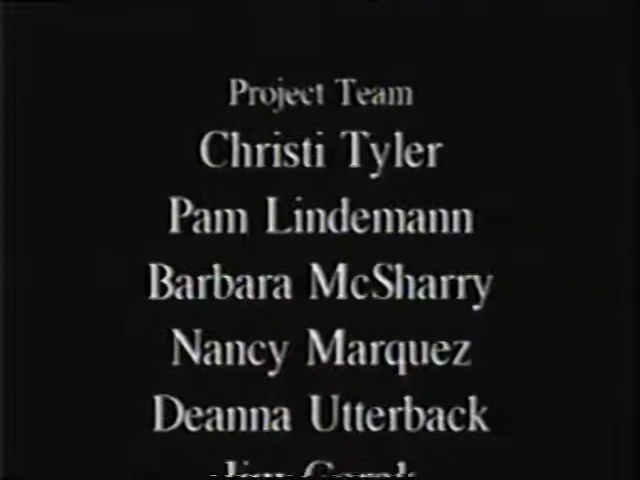 Project Team
Christi Tyler
Pam Lindemann
Barbara McSharry
Nancy Marquez
Deanna Utterback